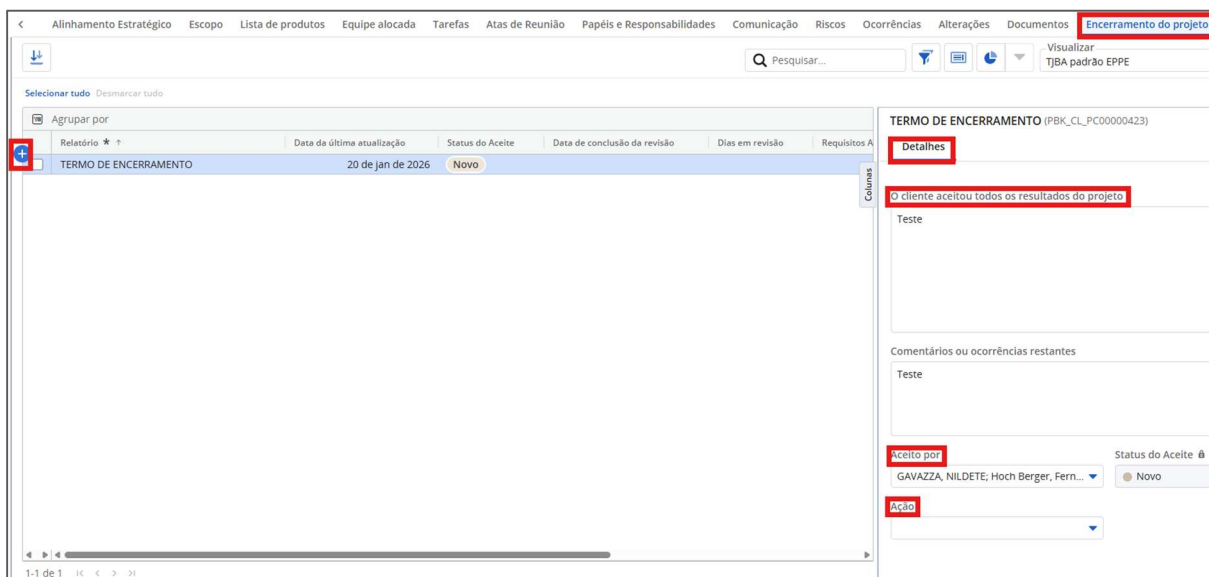 Alinhamento Estratégico Escopo Lista de produtos Equipe alocada Tarefas Atas de Reunião Papéis e Responsabilidades Comunicação Riscos Ocorrências Alterações Documentos Encerramento do projeto
Pesquisar...
Visualizar
TJBA padrão EPPE
Selecionar tudo Desmarcar tudo
Agrupar por
Relatório * ↑ Data da última atualização Status do Aceite Data de conclusão da revisão Dias em revisão Requisitos A
TERMO DE ENCERRAMENTO 20 de jan de 2026 Novo
Colunas
1-1 de 1
TERMO DE ENCERRAMENTO (PBK_CL_PC00000423)
Detalhes
O cliente aceitou todos os resultados do projeto
Teste
Comentários ou ocorrências restantes
Teste
Aceito por Status do Aceite
GAVAZZA, NILDETE; Hoch Berger, Fern... Novo
Ação